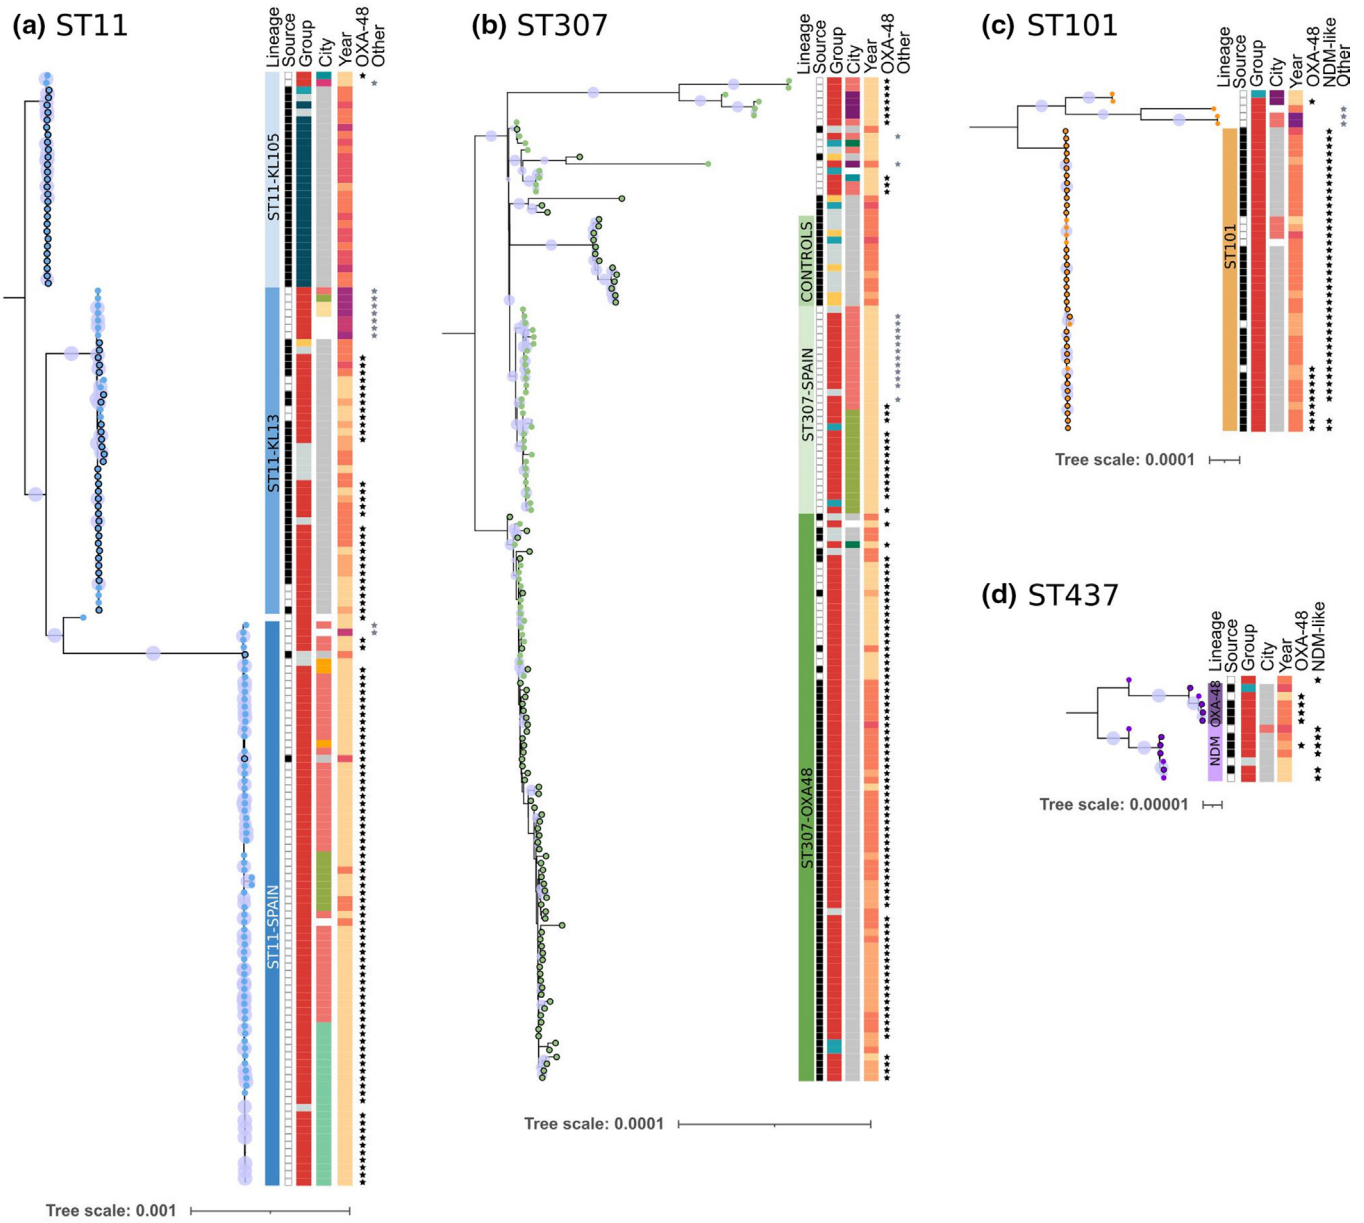 (a) ST11
Lineage
Source
Group
City
Year
OXA-48
Other
ST11-KL105
ST11-KL13
ST11-SPAIN
Tree scale: 0.001
(b) ST307
Lineage
Source
Group
City
Year
OXA-48
Other
CONTROLS
ST307-SPAIN
ST307-OXA48
Tree scale: 0.0001
(c) ST101
Lineage
Source
Group
City
Year
OXA-48
NDM-like
Other
ST101
Tree scale: 0.0001
(d) ST437
Lineage
Source
Group
City
Year
OXA-48
NDM-like
OXA-48
NDM
Tree scale: 0.00001